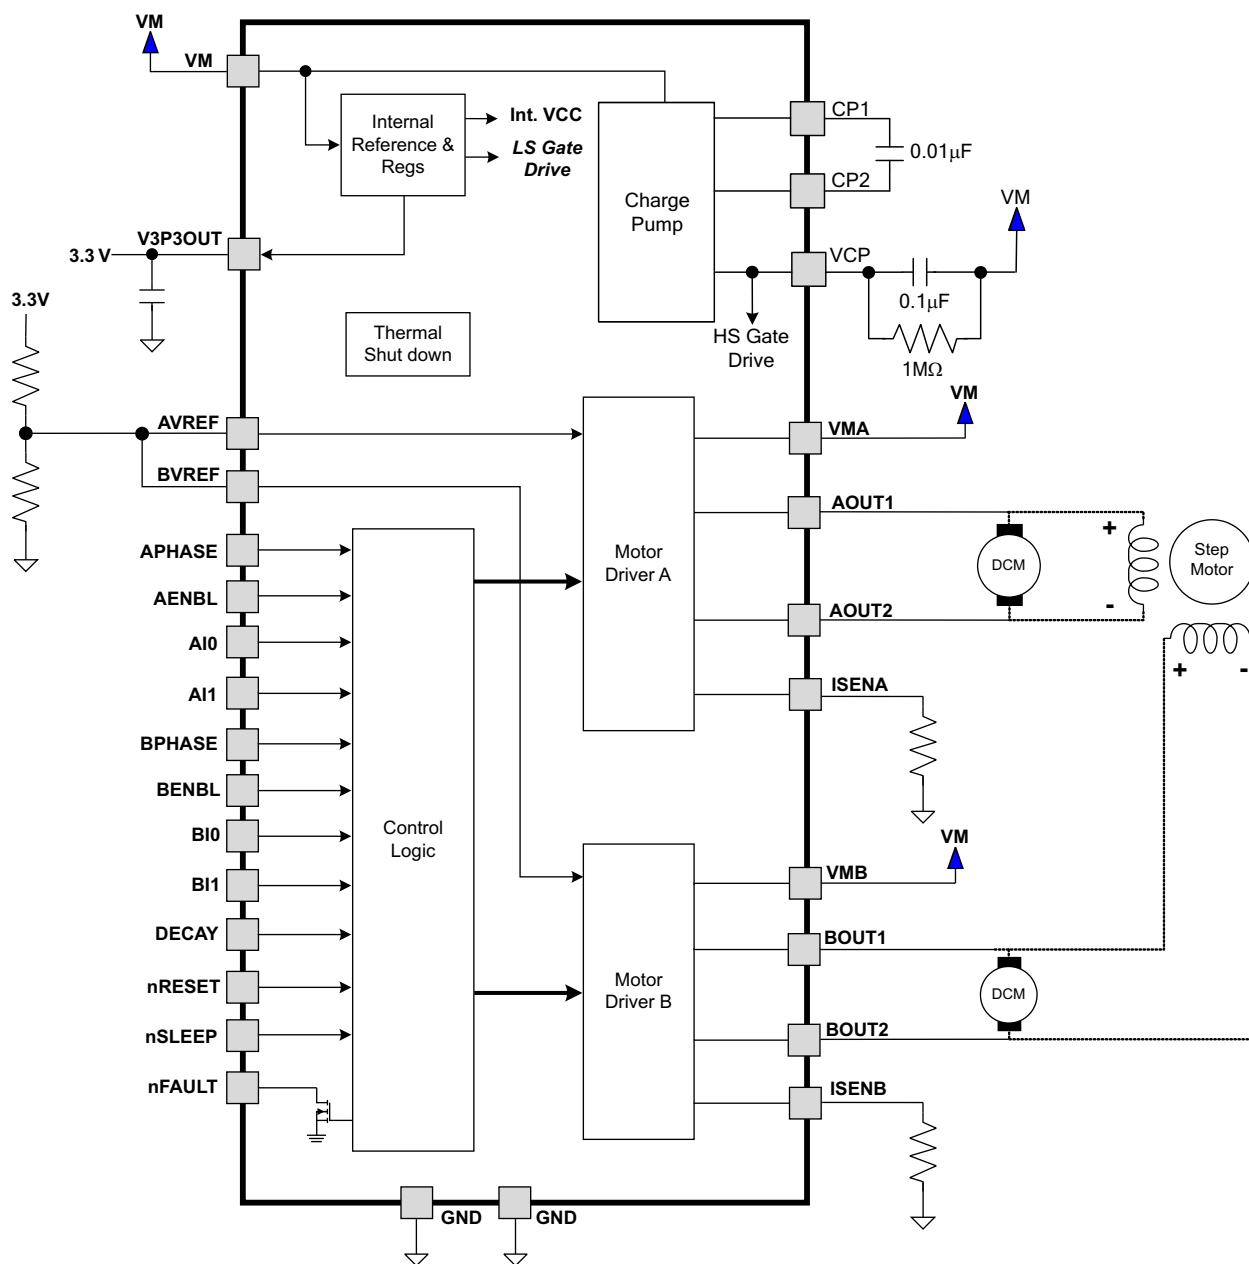 VM
VM
Internal
Reference &
Regs
Int. VCC
LS Gate
Drive
Charge
Pump
CP1
0.01µF
CP2
VM
VCP
0.1µF
1MΩ
HS Gate
Drive
V3P3OUT
3.3 V
3.3V
Thermal
Shut down
AVREF
BVREF
APHASE
AENBL
AI0
AI1
BPHASE
BENBL
BI0
BI1
DECAY
nRESET
nSLEEP
nFAULT
Control
Logic
Motor
Driver A
VM
VMA
AOUT1
DCM
+
-
Step
Motor
AOUT2
+
-
ISENA
Motor
Driver B
VM
VMB
BOUT1
DCM
BOUT2
ISENB
GND
GND